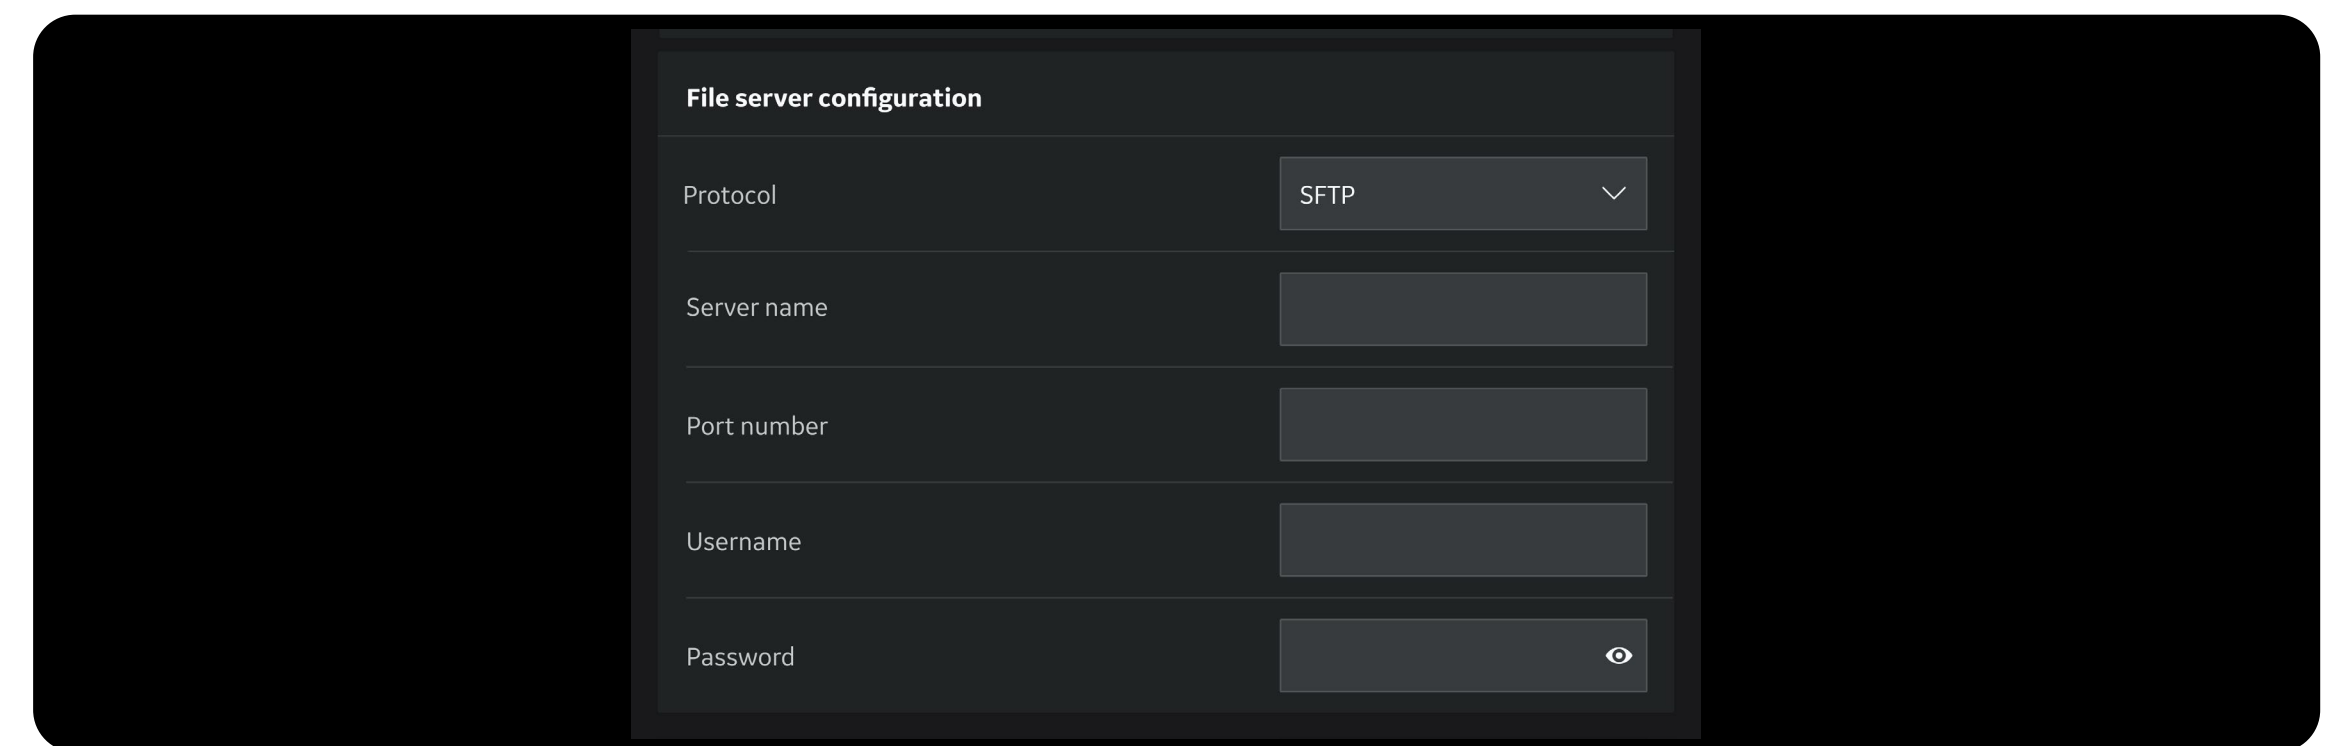 File server configuration
Protocol
SFTP
Server name
Port number
Username
Password